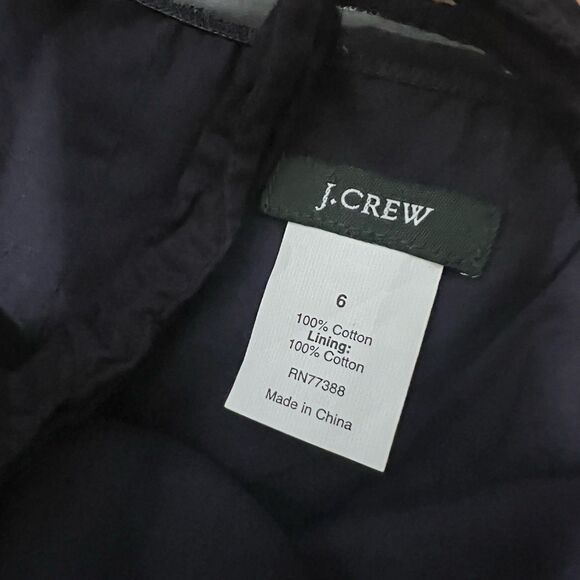 J.CREW
6
100% Cotton
Lining:
100% Cotton
RN77388
Made in China